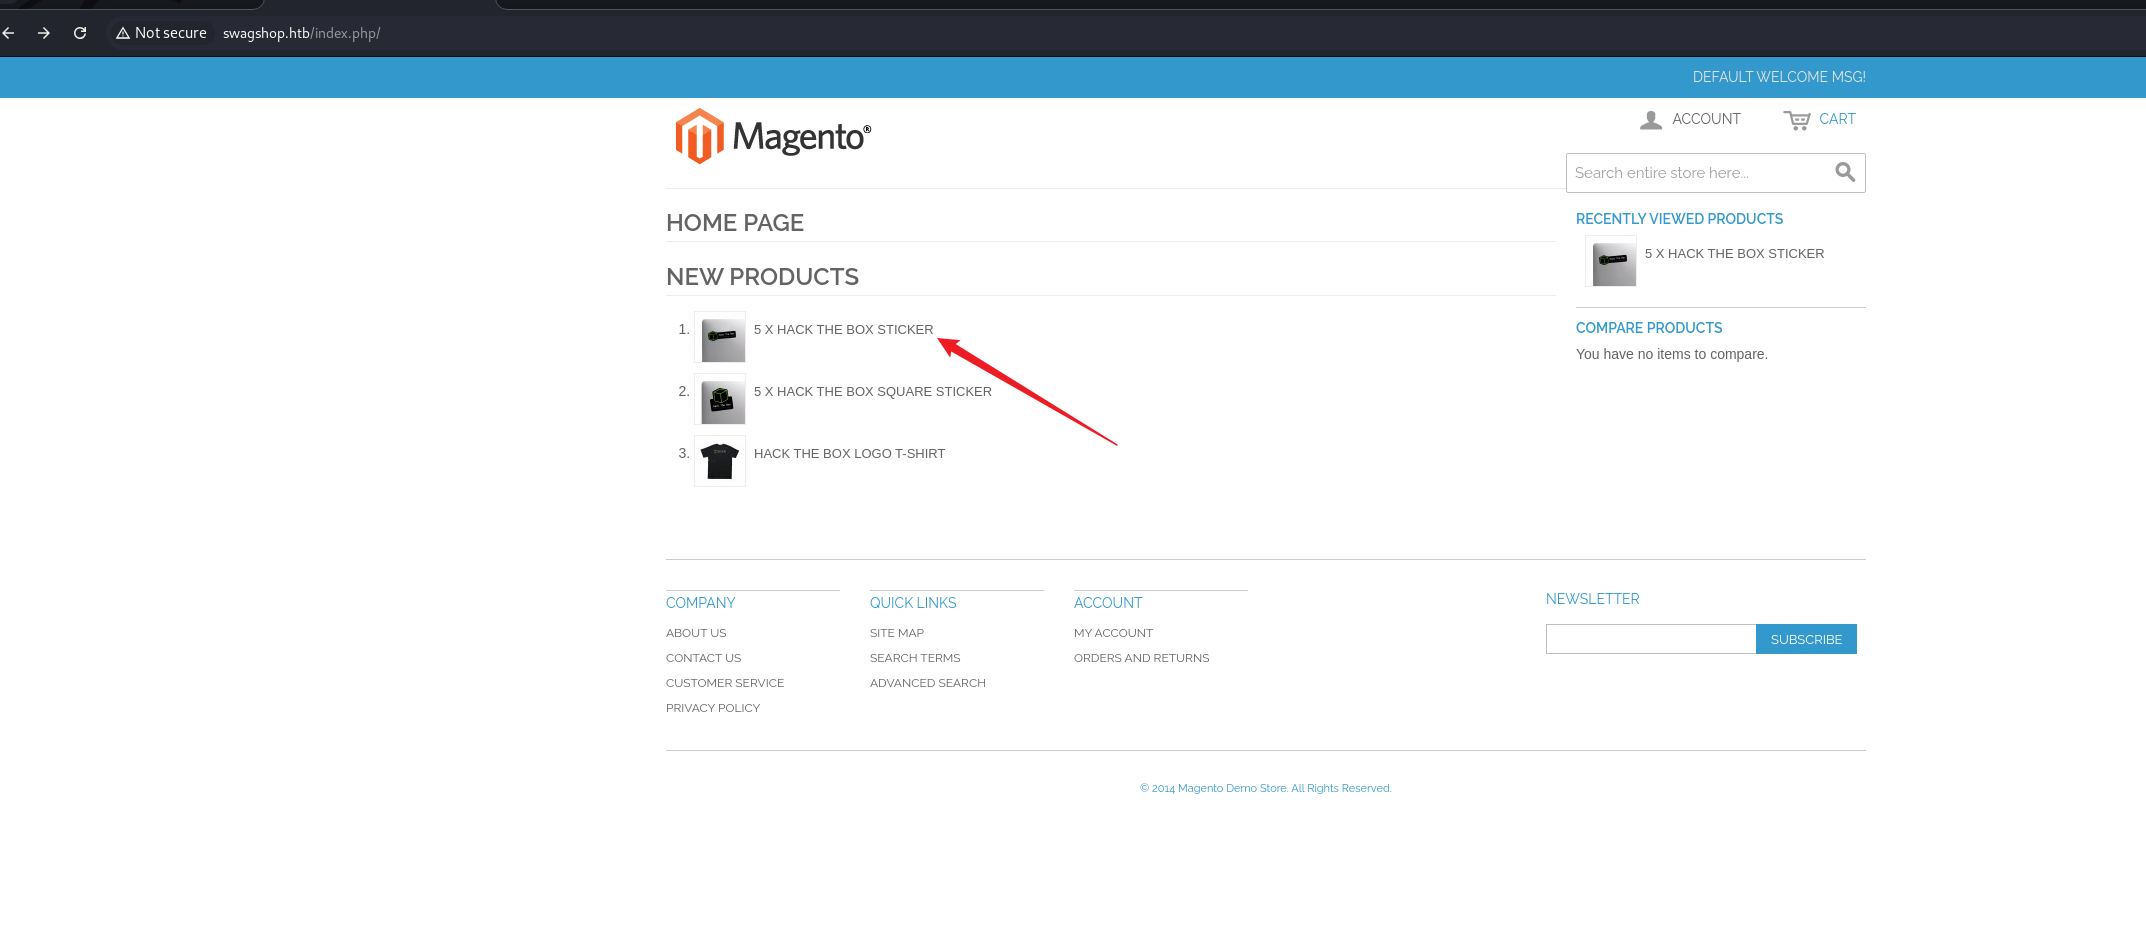 Not secure swagshop.htb/index.php/
DEFAULT WELCOME MSG!
Magento®
ACCOUNT
CART
Search entire store here...
HOME PAGE
NEW PRODUCTS
1. 5 X HACK THE BOX STICKER
2. 5 X HACK THE BOX SQUARE STICKER
3. HACK THE BOX LOGO T-SHIRT
RECENTLY VIEWED PRODUCTS
5 X HACK THE BOX STICKER
COMPARE PRODUCTS
You have no items to compare.
COMPANY
ABOUT US
CONTACT US
CUSTOMER SERVICE
PRIVACY POLICY
QUICK LINKS
SITE MAP
SEARCH TERMS
ADVANCED SEARCH
ACCOUNT
MY ACCOUNT
ORDERS AND RETURNS
NEWSLETTER
SUBSCRIBE
© 2014 Magento Demo Store. All Rights Reserved.